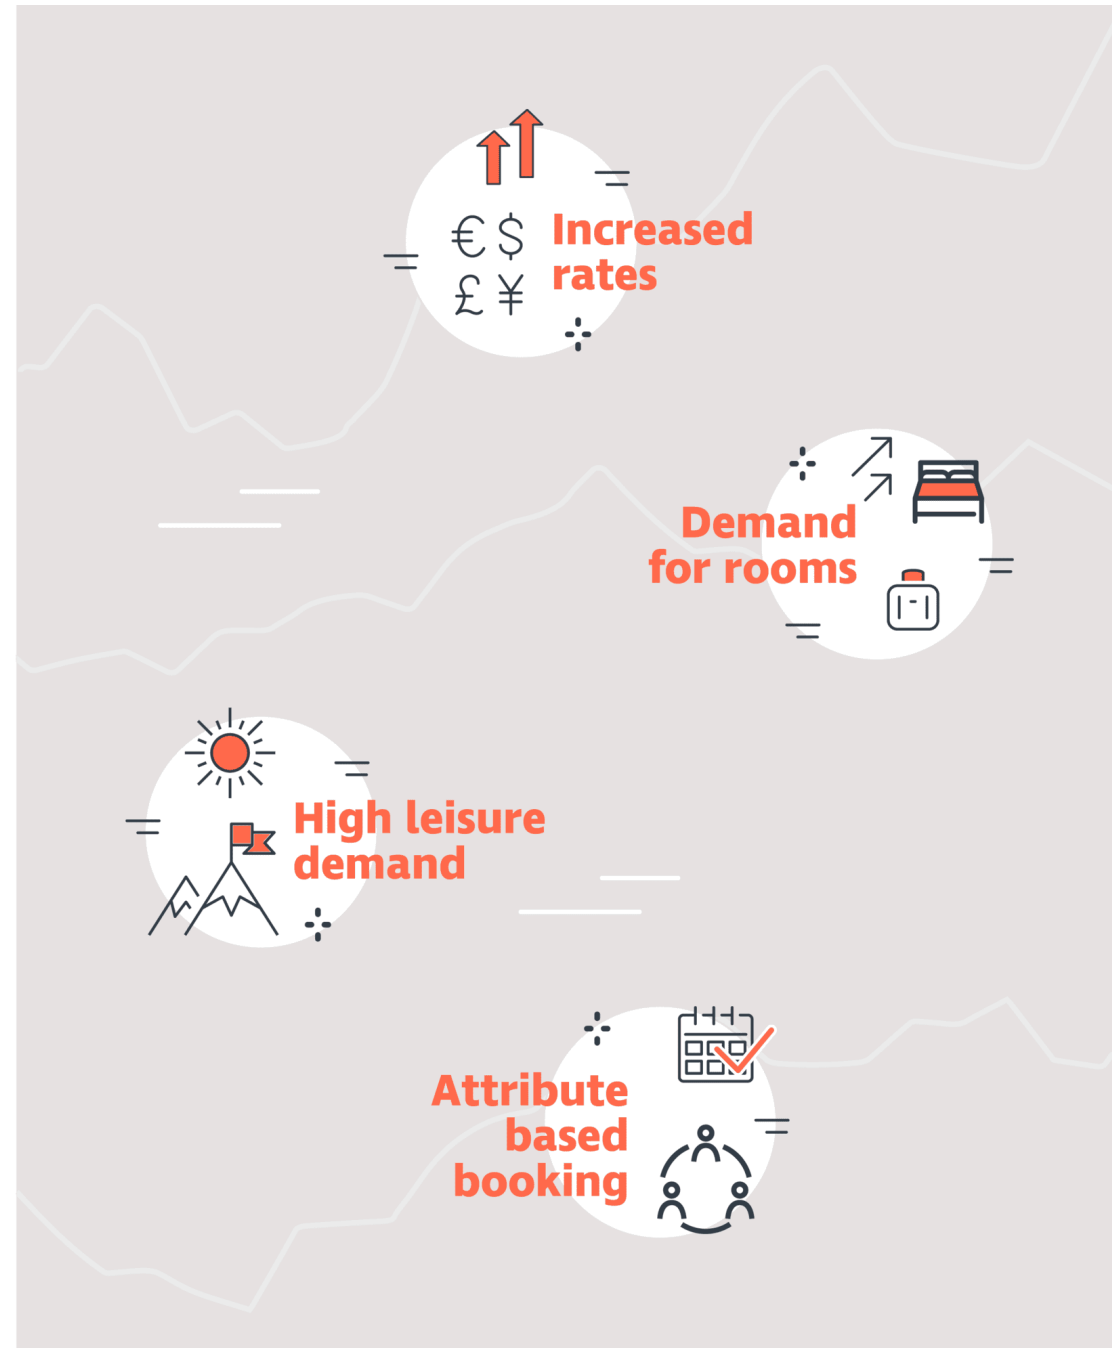 € $
£ ¥
Increased
rates
Demand
for rooms
High leisure
demand
Attribute
based
booking